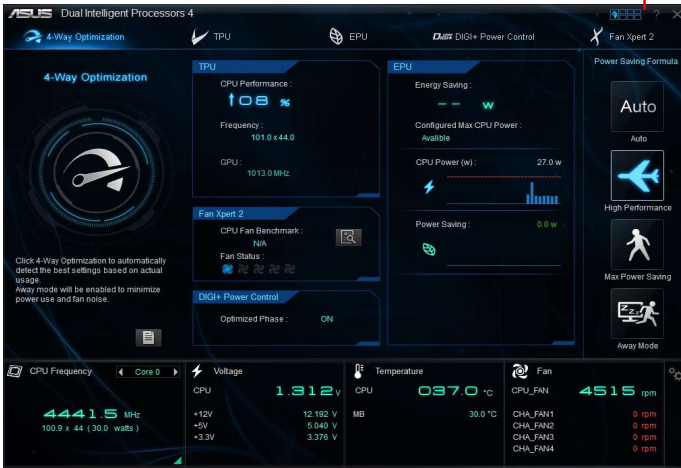 ASUS Dual Intelligent Processors 4
?
4-Way Optimization
TPU
EPU
DIGI+ DIGI+ Power Control
Fan Xpert 2
4-Way Optimization
Click 4-Way Optimization to automatically
detect the best settings based on actual
usage.
Away mode will be enabled to minimize
power use and fan noise.
TPU
CPU Performance :
108 %
Frequency :
101.0 x 44.0
GPU :
1013.0 MHz
Fan Xpert 2
CPU Fan Benchmark :
N/A
Fan Status :
DIGI+ Power Control
Optimized Phase : ON
EPU
Energy Saving :
-- w
Configured Max CPU Power :
Avalible
CPU Power (w) : 27.0 w
Power Saving : 0.0 w
Power Saving Formula
Auto
Auto
High Performance
Max Power Saving
Away Mode
CPU Frequency Core 0
4441.5 MHz
100.9 x 44 (30.0 watts)
Voltage
CPU 1.312 v
+12V 12.192 V
+5V 5.040 V
+3.3V 3.376 V
Temperature
CPU 037.0 °C
MB 30.0 °C
Fan
CPU_FAN 4515 rpm
CHA_FAN1 0 rpm
CHA_FAN2 0 rpm
CHA_FAN3 0 rpm
CHA_FAN4 0 rpm